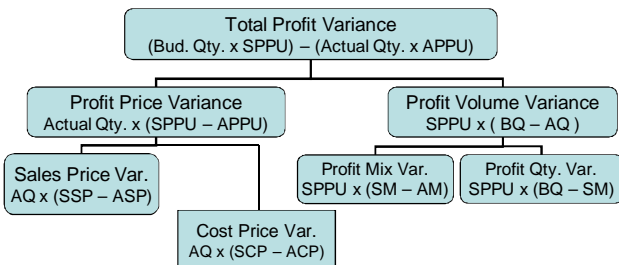 Total Profit Variance
(Bud. Qty. x SPPU) – (Actual Qty. x APPU)
Profit Price Variance
Actual Qty. x (SPPU – APPU)
Profit Volume Variance
SPPU x ( BQ – AQ )
Sales Price Var.
AQ x (SSP – ASP)
Cost Price Var.
AQ x (SCP – ACP)
Profit Mix Var.
SPPU x (SM – AM)
Profit Qty. Var.
SPPU x (BQ – SM)